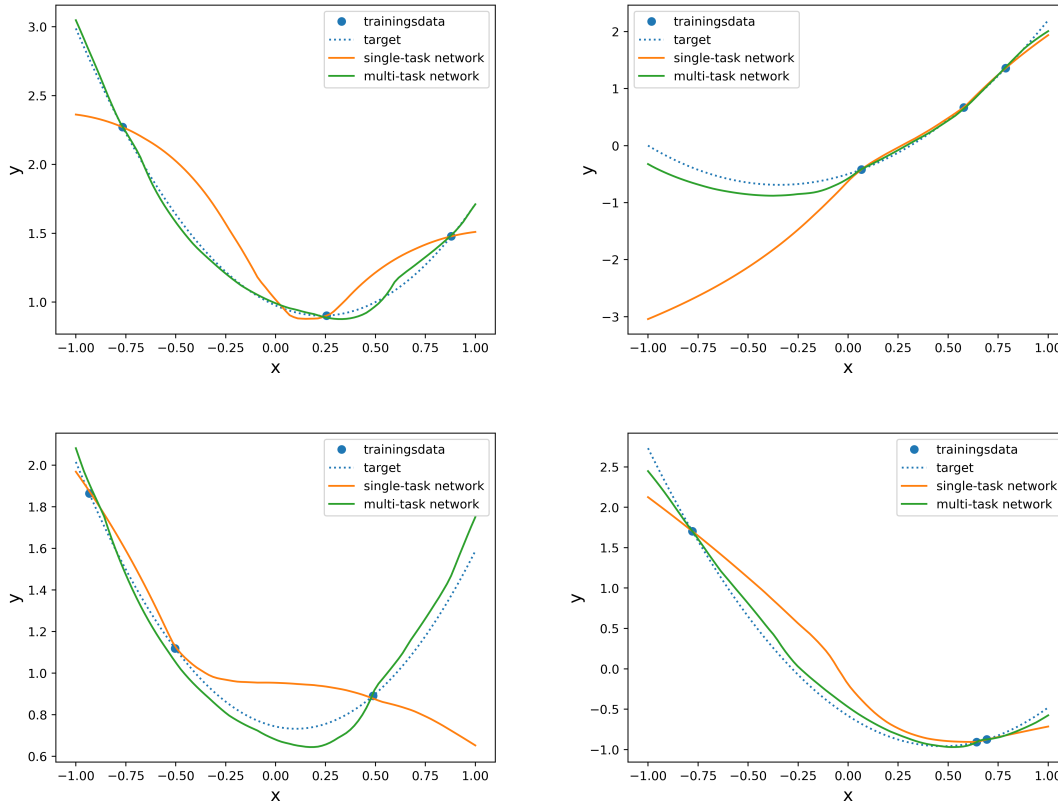 3.0
2.5
2.0
1.5
1.0
y
−1.00 −0.75 −0.50 −0.25 0.00 0.25 0.50 0.75 1.00
x
trainingsdata
target
single-task network
multi-task network
2
1
0
−1
−2
−3
y
−1.00 −0.75 −0.50 −0.25 0.00 0.25 0.50 0.75 1.00
x
trainingsdata
target
single-task network
multi-task network
2.0
1.8
1.6
1.4
1.2
1.0
0.8
0.6
y
−1.00 −0.75 −0.50 −0.25 0.00 0.25 0.50 0.75 1.00
x
trainingsdata
target
single-task network
multi-task network
2.5
2.0
1.5
1.0
0.5
0.0
−0.5
−1.0
y
−1.00 −0.75 −0.50 −0.25 0.00 0.25 0.50 0.75 1.00
x
trainingsdata
target
single-task network
multi-task network